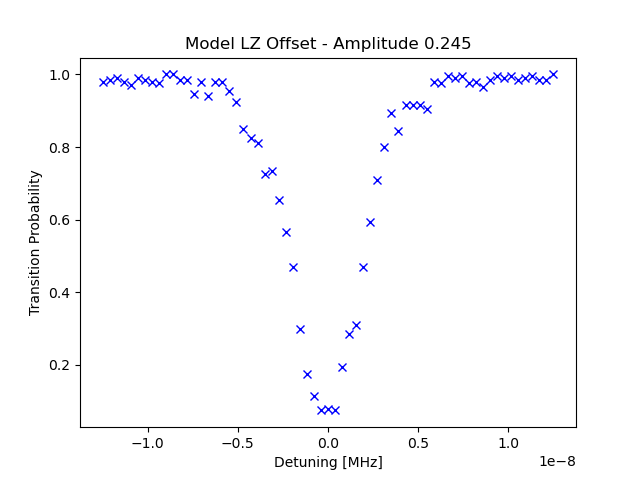 Model LZ Offset - Amplitude 0.245
Transition Probability
1.0
0.8
0.6
0.4
0.2
−1.0 −0.5 0.0 0.5 1.0
1e−8
Detuning [MHz]